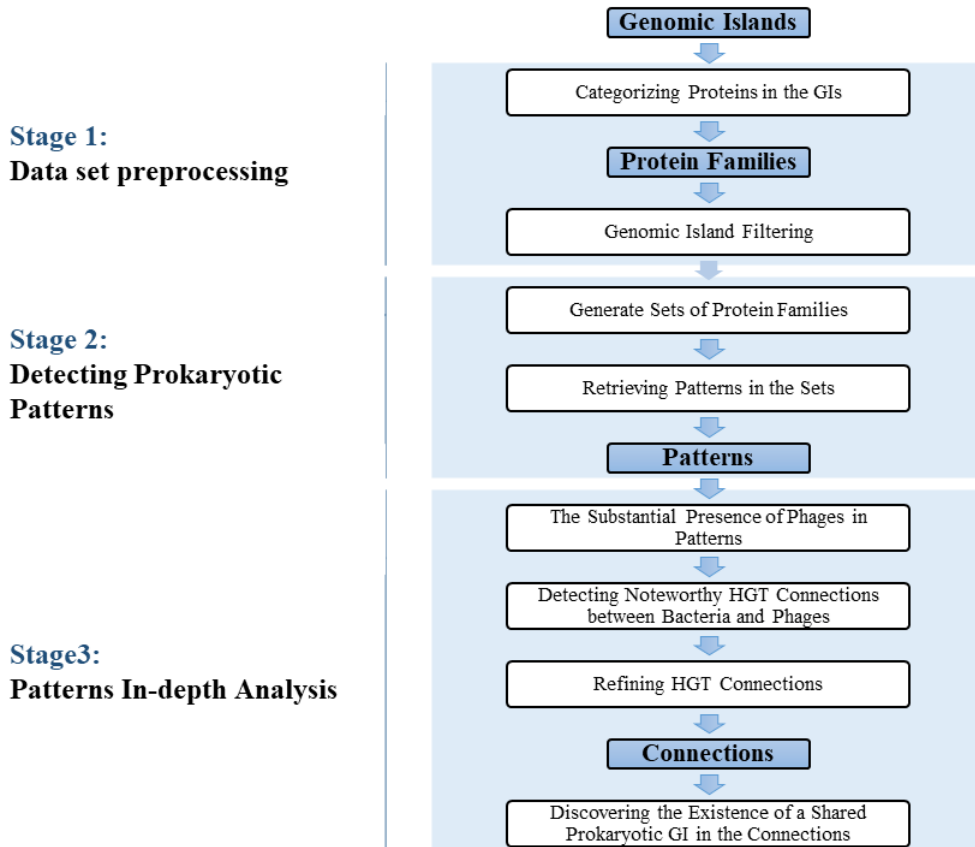 Genomic Islands
Stage 1:
Data set preprocessing
Categorizing Proteins in the GIs
Protein Families
Genomic Island Filtering
Stage 2:
Detecting Prokaryotic
Patterns
Generate Sets of Protein Families
Retrieving Patterns in the Sets
Patterns
Stage3:
Patterns In-depth Analysis
The Substantial Presence of Phages in
Patterns
Detecting Noteworthy HGT Connections
between Bacteria and Phages
Refining HGT Connections
Connections
Discovering the Existence of a Shared
Prokaryotic GI in the Connections